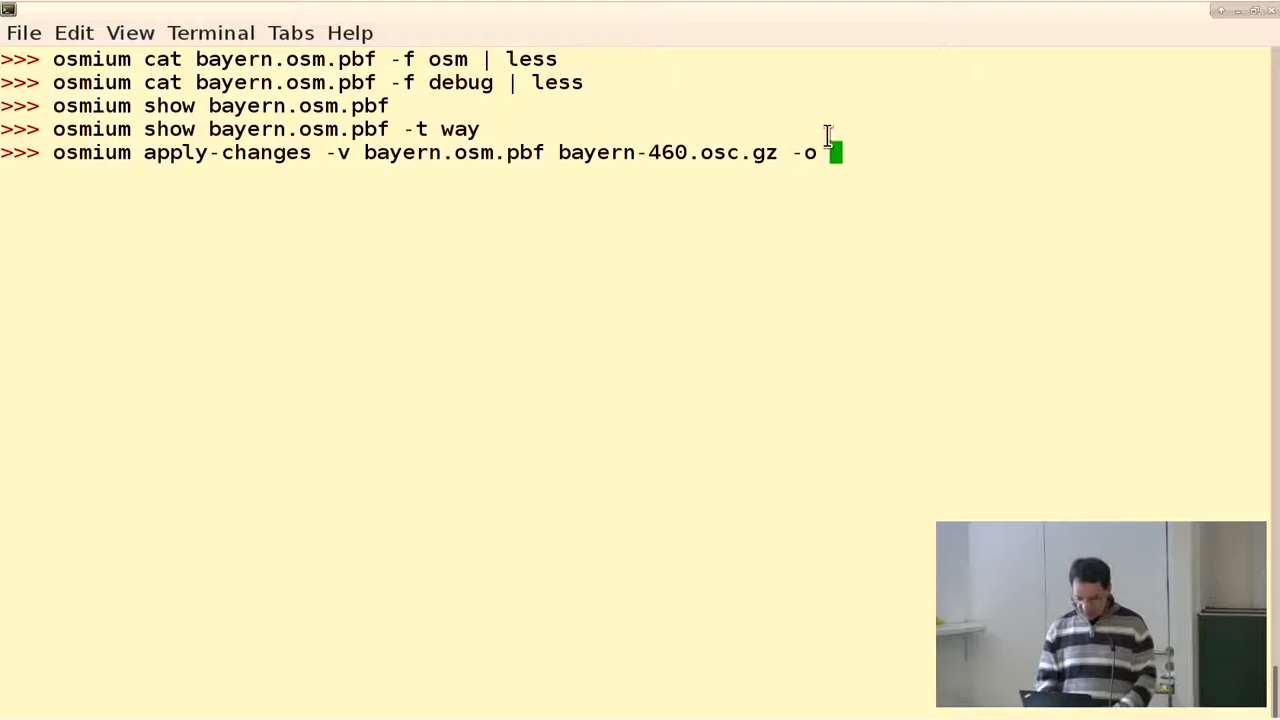 File Edit View Terminal Tabs Help
>>> osmium cat bayern.osm.pbf -f osm | less
>>> osmium cat bayern.osm.pbf -f debug | less
>>> osmium show bayern.osm.pbf
>>> osmium show bayern.osm.pbf -t way
>>> osmium apply-changes -v bayern.osm.pbf bayern-460.osc.gz -o